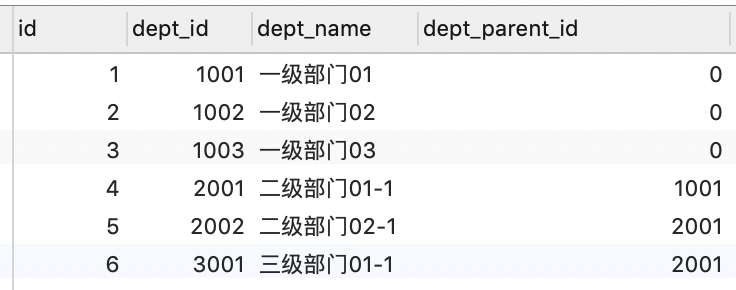 id dept_id dept_name dept_parent_id
1 1001 一级部门01 0
2 1002 一级部门02 0
3 1003 一级部门03 0
4 2001 二级部门01-1 1001
5 2002 二级部门02-1 2001
6 3001 三级部门01-1 2001